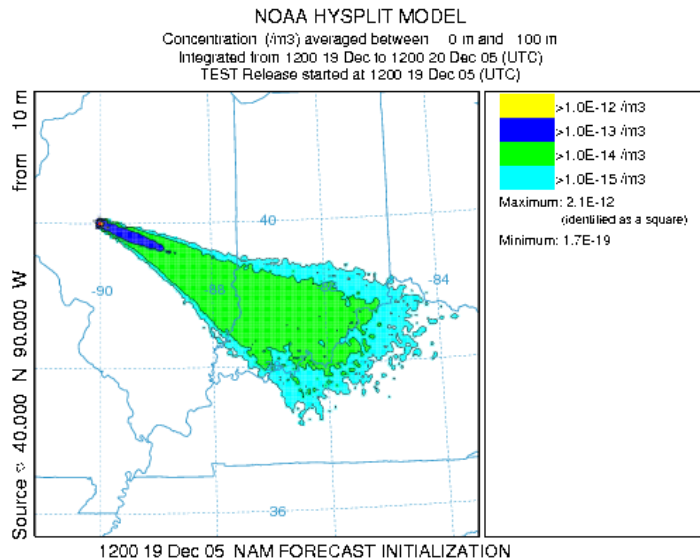 NOAA HYSPLIT MODEL
Concentration (/m3) averaged between 0 m and 100 m
Integrated from 1200 19 Dec to 1200 20 Dec 05 (UTC)
TEST Release started at 1200 19 Dec 05 (UTC)
Source ☆ 40.000 N 90.000 W from 10 m
>1.0E-12 /m3
>1.0E-13 /m3
>1.0E-14 /m3
>1.0E-15 /m3
Maximum: 2.1E-12
(identified as a square)
Minimum: 1.7E-19
40
-90
-88
-84
36
1200 19 Dec 05 NAM FORECAST INITIALIZATION